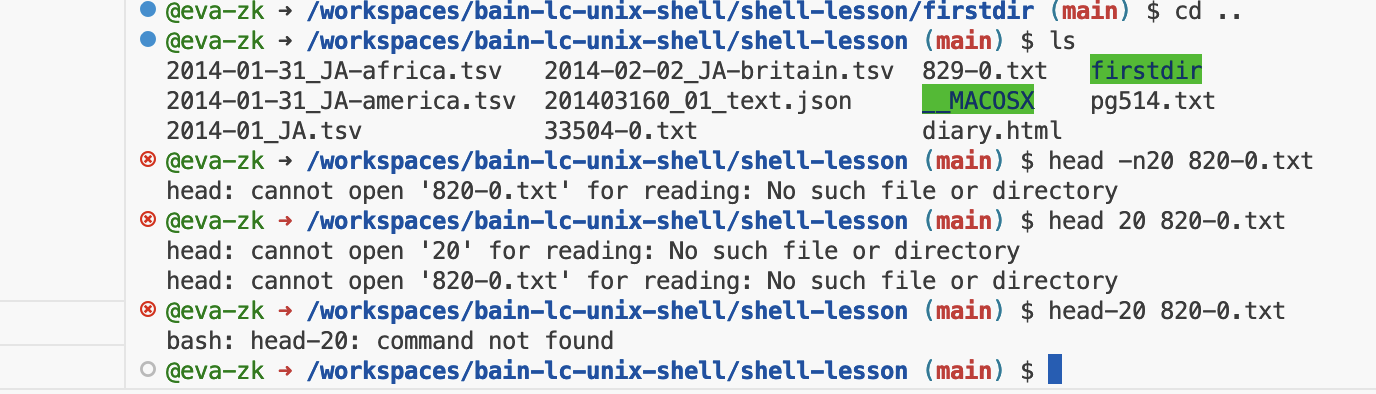 @eva-zk → /workspaces/bain-lc-unix-shell/shell-lesson/firstdir (main) $ cd ..
@eva-zk → /workspaces/bain-lc-unix-shell/shell-lesson (main) $ ls
2014-01-31_JA-africa.tsv   2014-02-02_JA-britain.tsv  829-0.txt   firstdir
2014-01-31_JA-america.tsv  201403160_01_text.json     __MACOSX    pg514.txt
2014-01_JA.tsv             33504-0.txt                diary.html
@eva-zk → /workspaces/bain-lc-unix-shell/shell-lesson (main) $ head -n20 820-0.txt
head: cannot open '820-0.txt' for reading: No such file or directory
@eva-zk → /workspaces/bain-lc-unix-shell/shell-lesson (main) $ head 20 820-0.txt
head: cannot open '20' for reading: No such file or directory
head: cannot open '820-0.txt' for reading: No such file or directory
@eva-zk → /workspaces/bain-lc-unix-shell/shell-lesson (main) $ head-20 820-0.txt
bash: head-20: command not found
@eva-zk → /workspaces/bain-lc-unix-shell/shell-lesson (main) $